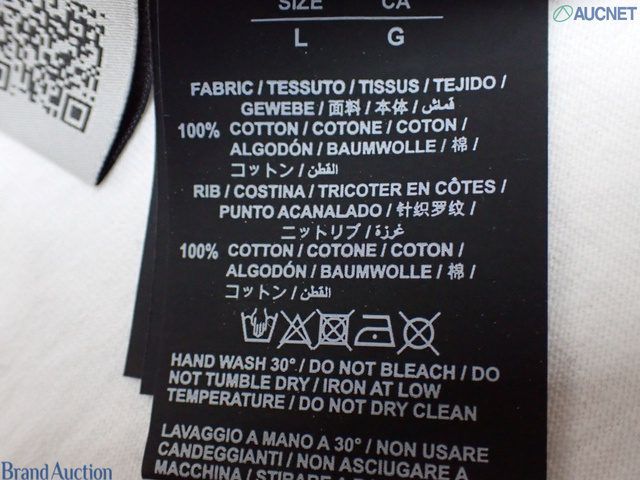 SIZE CA
L G
FABRIC / TESSUTO / TISSUS / TEJIDO /
GEWEBE / 面料 / 本体 / قمش /
100% COTTON / COTONE / COTON /
ALGODÓN / BAUMWOLLE / 棉 /
コットン / القطن
RIB / COSTINA / TRICOTER EN CÔTES /
PUNTO ACANALADO / 针织罗纹 /
ニットリブ / غرزة /
100% COTTON / COTONE / COTON /
ALGODÓN / BAUMWOLLE / 棉 /
コットン / القطن
HAND WASH 30° / DO NOT BLEACH / DO
NOT TUMBLE DRY / IRON AT LOW
TEMPERATURE / DO NOT DRY CLEAN
LAVAGGIO A MANO A 30° / NON USARE
CANDEGGIANTI / NON ASCIUGARE A
MACCHINA / STIRARE A
AUCNET
Brand Auction